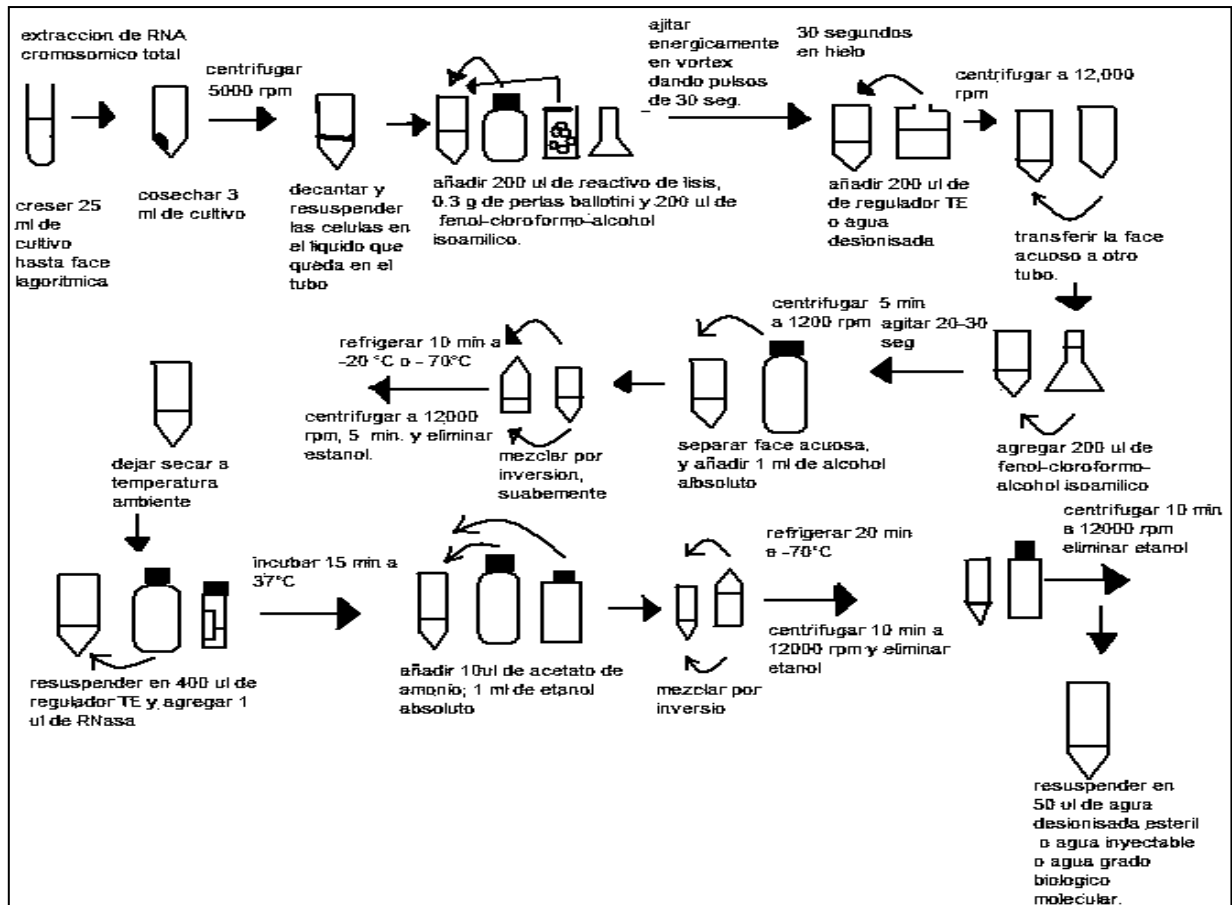 extraccion de RNA
cromosomico total
creser 25
ml de
cultivo
hasta face
lagoritmica
cosechar 3
ml de cultivo
centrifugar
5000 rpm
decantar y
resuspender
las celulas en
el liquido que
queda en el
tubo
añadir 200 ul de reactivo de lisis,
0.3 g de perlas ballotini y 200 ul de
fenol-cloroformo-alcohol
isoamilico.
ajitar
energicamente
en vortex
dando pulsos
de 30 seg.
30 segundos
en hielo
añadir 200 ul
de regulador TE
o agua
desionisada
centrifugar a 12,000
rpm
transferir la face
acuoso a otro
tubo.
agregar 200 ul de
fenol-cloroformo-
alcohol isoamilico
centrifugar 5 min
a 1200 rpm agitar 20-30
seg
separar face acuosa,
y añadir 1 ml de alcohol
absoluto
mezclar por
inversion,
suabemente
refrigerar 10 min a
-20 °C o - 70°C
centrifugar a 12000
rpm, 5 min. y eliminar
estanol.
dejar secar a
temperatura
ambiente
resuspender en 400 ul de
regulador TE y agregar 1
ul de RNasa
incubar 15 min a
37°C
añadir 10ul de acetato de
amonio; 1 ml de etanol
absoluto
mezclar por
inversio
refrigerar 20 min
a -70°C
centrifugar 10 min a
12000 rpm y eliminar
etanol
centrifugar 10 min
a 12000 rpm
eliminar etanol
resuspender en
50 ul de agua
desionisada esteril
o agua inyectable
o agua grado
biologico
molecular.